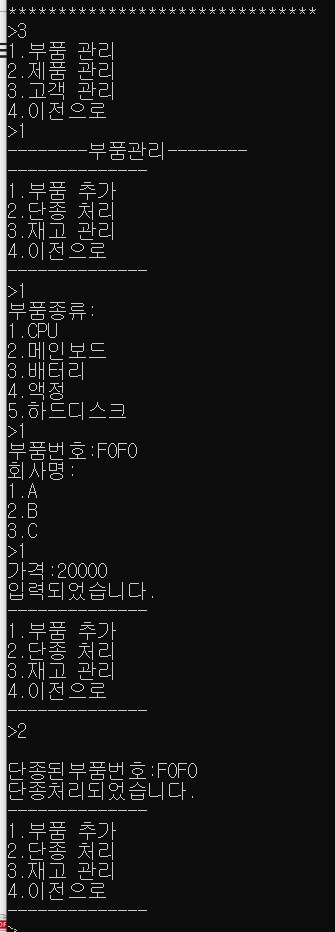 *******************************
>3
1.부품 관리
2.제품 관리
3.고객 관리
4.이전으로
>1
--------부품관리--------
--------------
1.부품 추가
2.단종 처리
3.재고 관리
4.이전으로
--------------
>1
부품종류:
1.CPU
2.메인보드
3.배터리
4.액정
5.하드디스크
>1
부품번호:F0F0
회사명:
1.A
2.B
3.C
>1
가격:20000
입력되었습니다.
--------------
1.부품 추가
2.단종 처리
3.재고 관리
4.이전으로
--------------
>2
단종된부품번호:F0F0
단종처리되었습니다.
--------------
1.부품 추가
2.단종 처리
3.재고 관리
4.이전으로
--------------
>